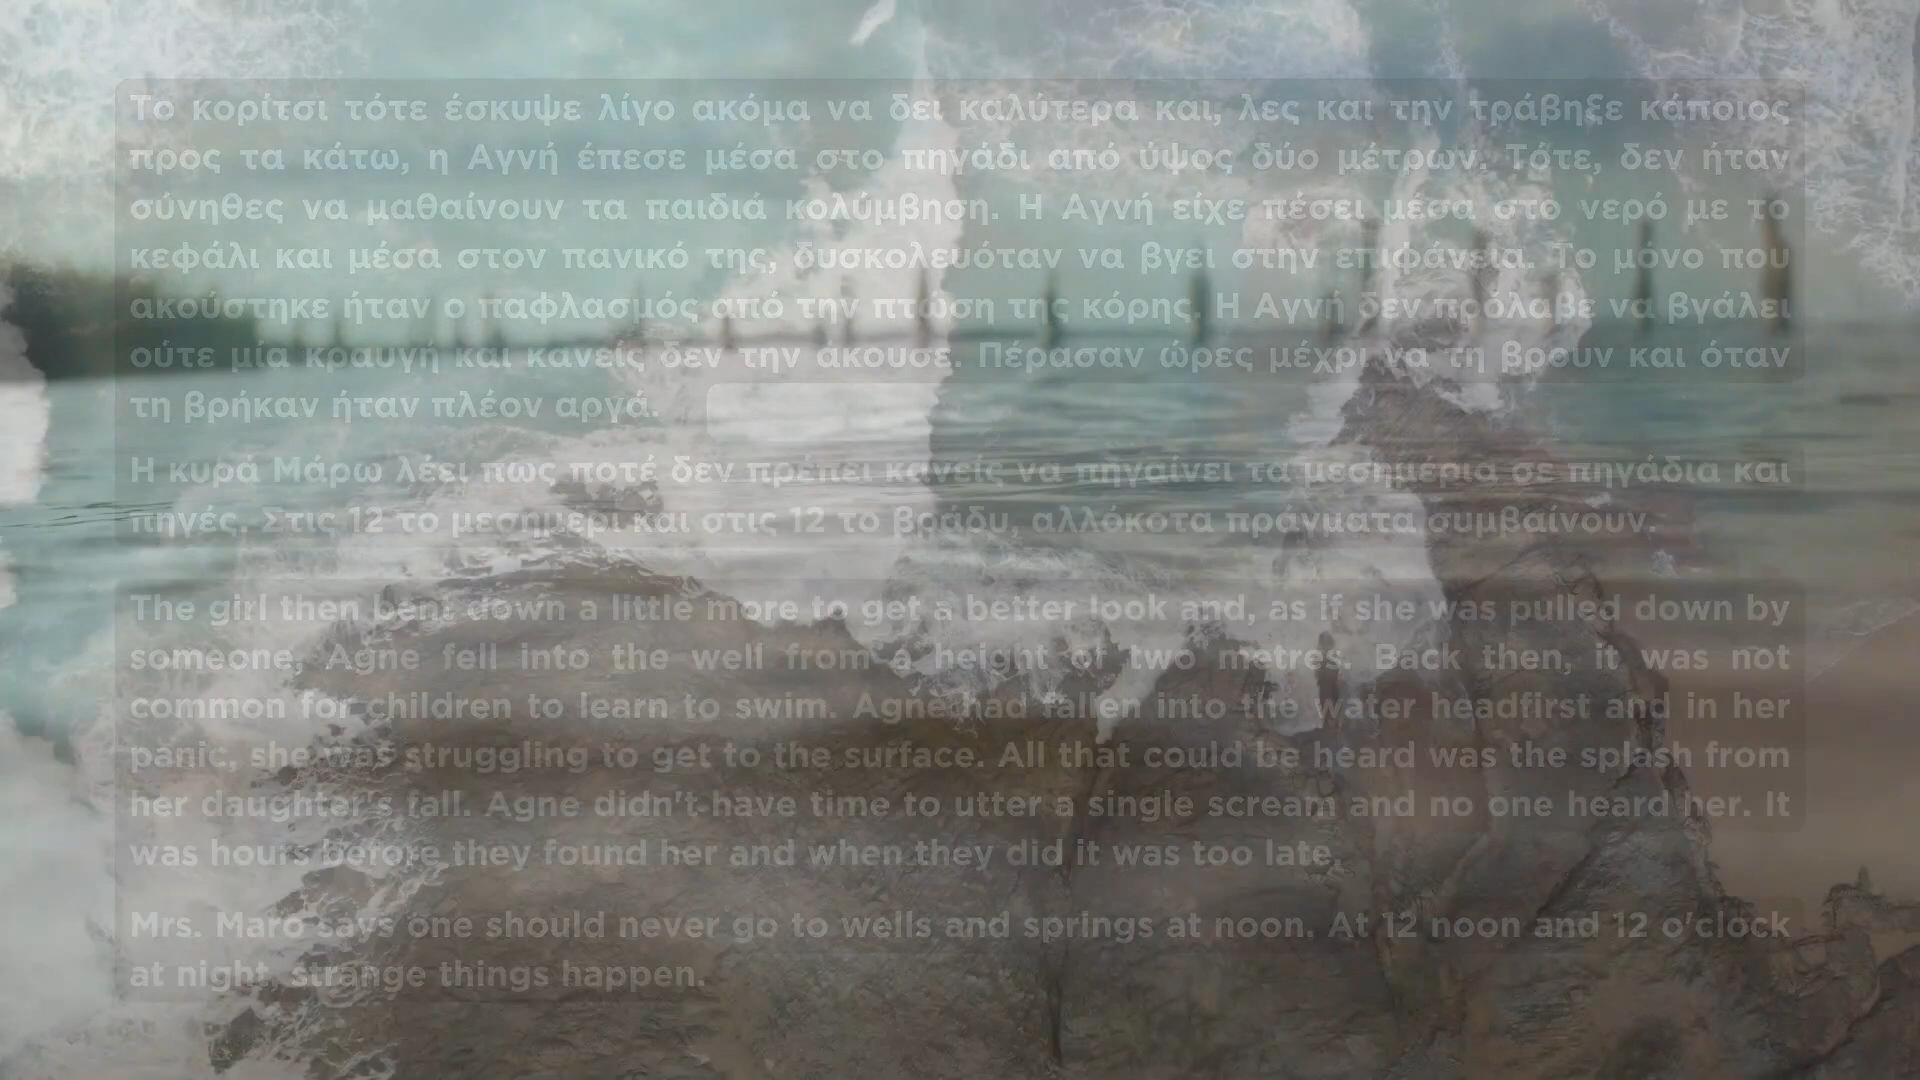 Το κορίτσι τότε έσκυψε λίγο ακόμα να δει καλύτερα και, λες και την τράβηξε κάποιος
προς τα κάτω, η Αγνή έπεσε μέσα στο πηγάδι από ύψος δύο μέτρων. Τότε, δεν ήταν
σύνηθες να μαθαίνουν τα παιδιά κολύμβηση. Η Αγνή είχε πέσει μέσα στο νερό με το
κεφάλι και μέσα στον πανικό της, δυσκολευόταν να βγει στην επιφάνεια. Το μόνο που
ακούστηκε ήταν ο παφλασμός από την πτώση της κόρης. Η Αγνή δεν πρόλαβε να βγάλει
ούτε μία κραυγή και κανείς δεν την άκουσε. Πέρασαν ώρες μέχρι να τη βρουν και όταν
τη βρήκαν ήταν πλέον αργά.
Η κυρά Μάρω λέει πως ποτέ δεν πρέπει κανείς να πηγαίνει τα μεσημέρια σε πηγάδια και
πηγές. Στις 12 το μεσημέρι και στις 12 το βράδυ, αλλόκοτα πράγματα συμβαίνουν.
The girl then bent down a little more to get a better look and, as if she was pulled down by
someone, Agne fell into the well from a height of two metres. Back then, it was not
common for children to learn to swim. Agne had fallen into the water headfirst and in her
panic, she was struggling to get to the surface. All that could be heard was the splash from
her daughter's fall. Agne didn't have time to utter a single scream and no one heard her. It
was hours before they found her and when they did it was too late.
Mrs. Maro says one should never go to wells and springs at noon. At 12 noon and 12 o'clock
at night, strange things happen.